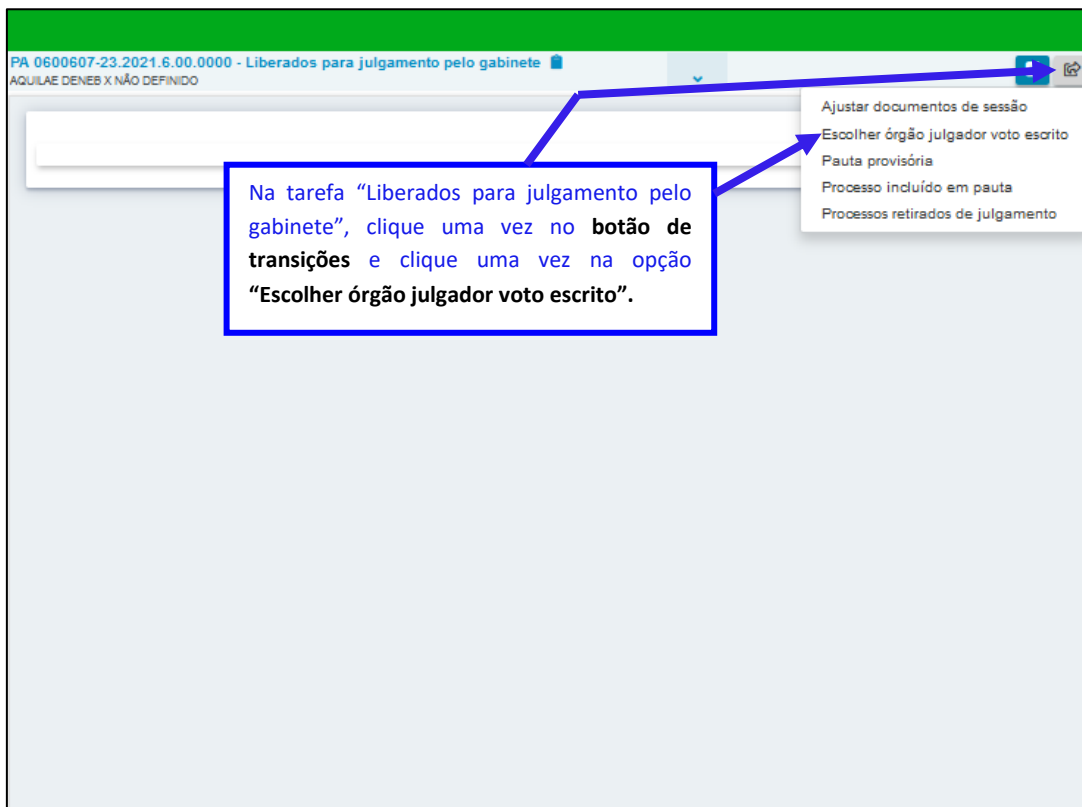 PA 0600607-23.2021.6.00.0000 - Liberados para julgamento pelo gabinete
AQUILAE DENEB X NÃO DEFINIDO
Ajustar documentos de sessão
Escolher órgão julgador voto escrito
Pauta provisória
Processo incluído em pauta
Processos retirados de julgamento
Na tarefa “Liberados para julgamento pelo
gabinete”, clique uma vez no botão de
transições e clique uma vez na opção
“Escolher órgão julgador voto escrito”.